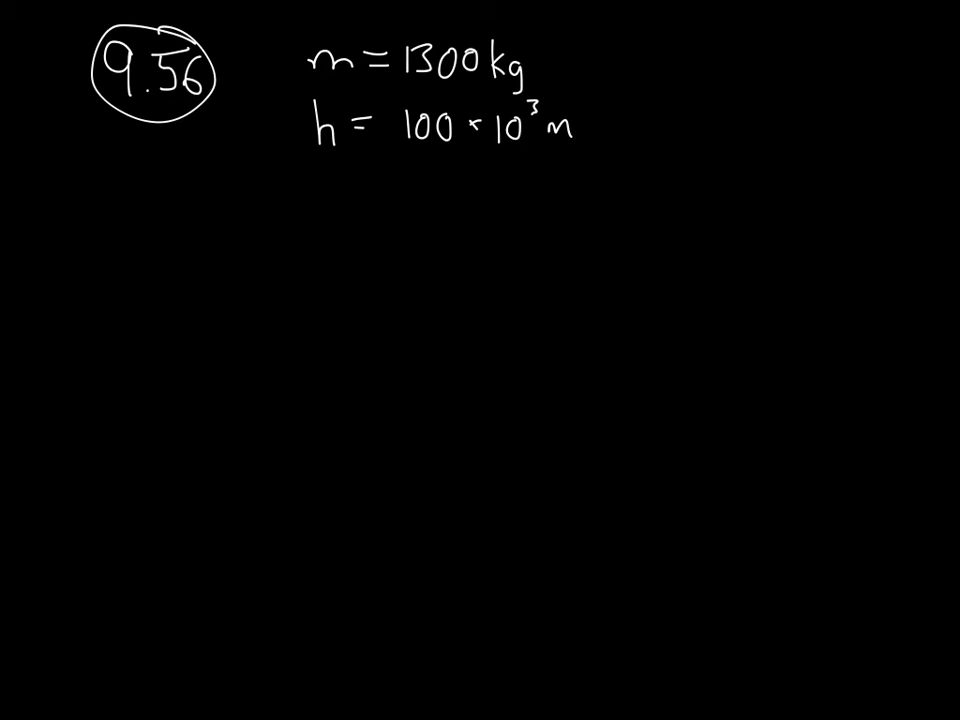 9.56
m = 1300 kg
h = 100 × 10³ m